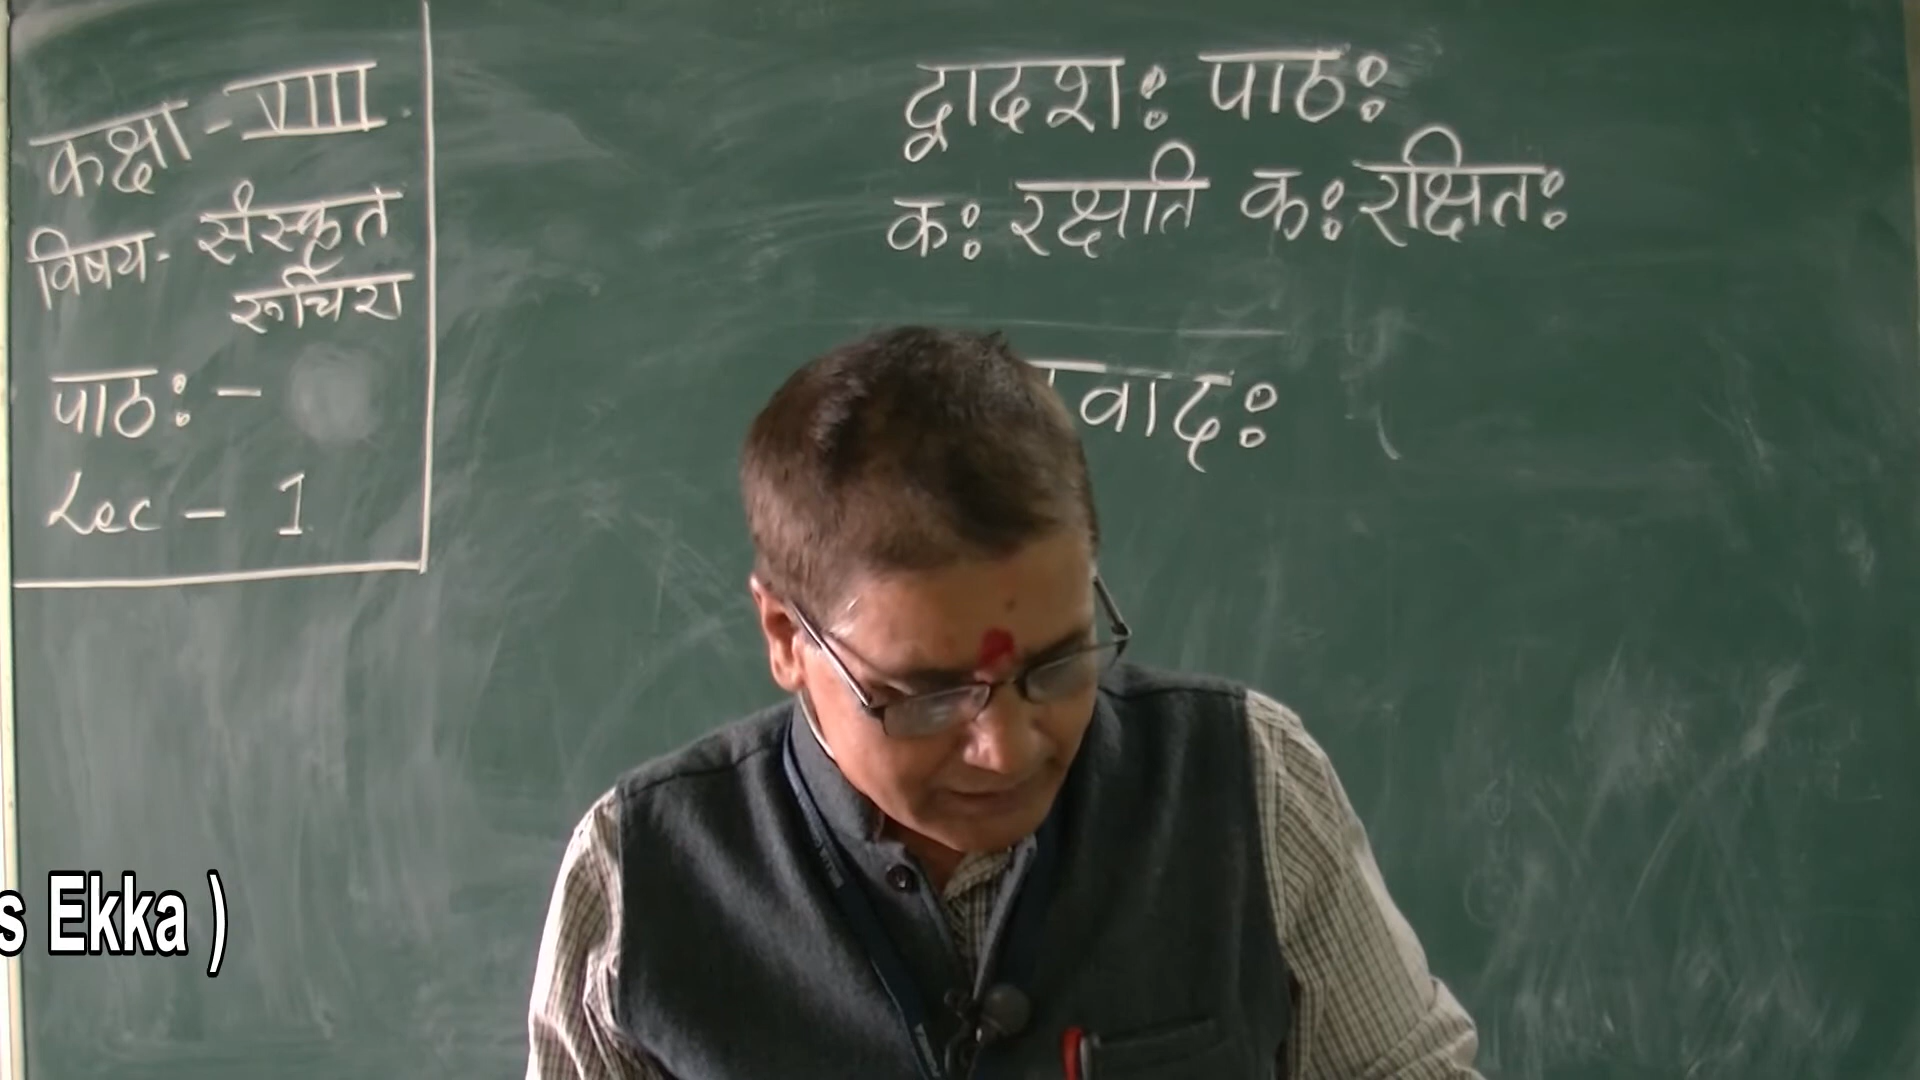 कक्षा - VIII
विषय - संस्कृत
रूचिरा
पाठः -
Lec - 1
द्वादशः पाठः
कः रक्षति कः रक्षितः
वादः
s Ekka )